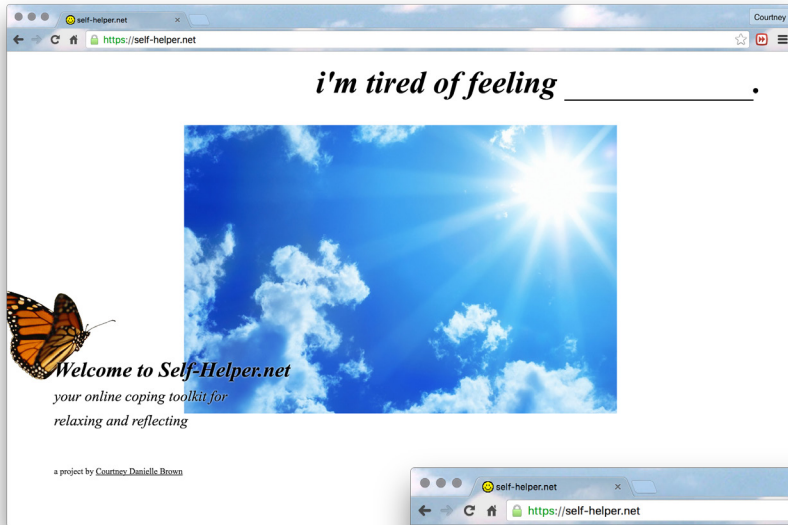 self-helper.net
Courtney
https://self-helper.net
i'm tired of feeling ____________.
Welcome to Self-Helper.net
your online coping toolkit for
relaxing and reflecting
a project by Courtney Danielle Brown
self-helper.net
https://self-helper.net